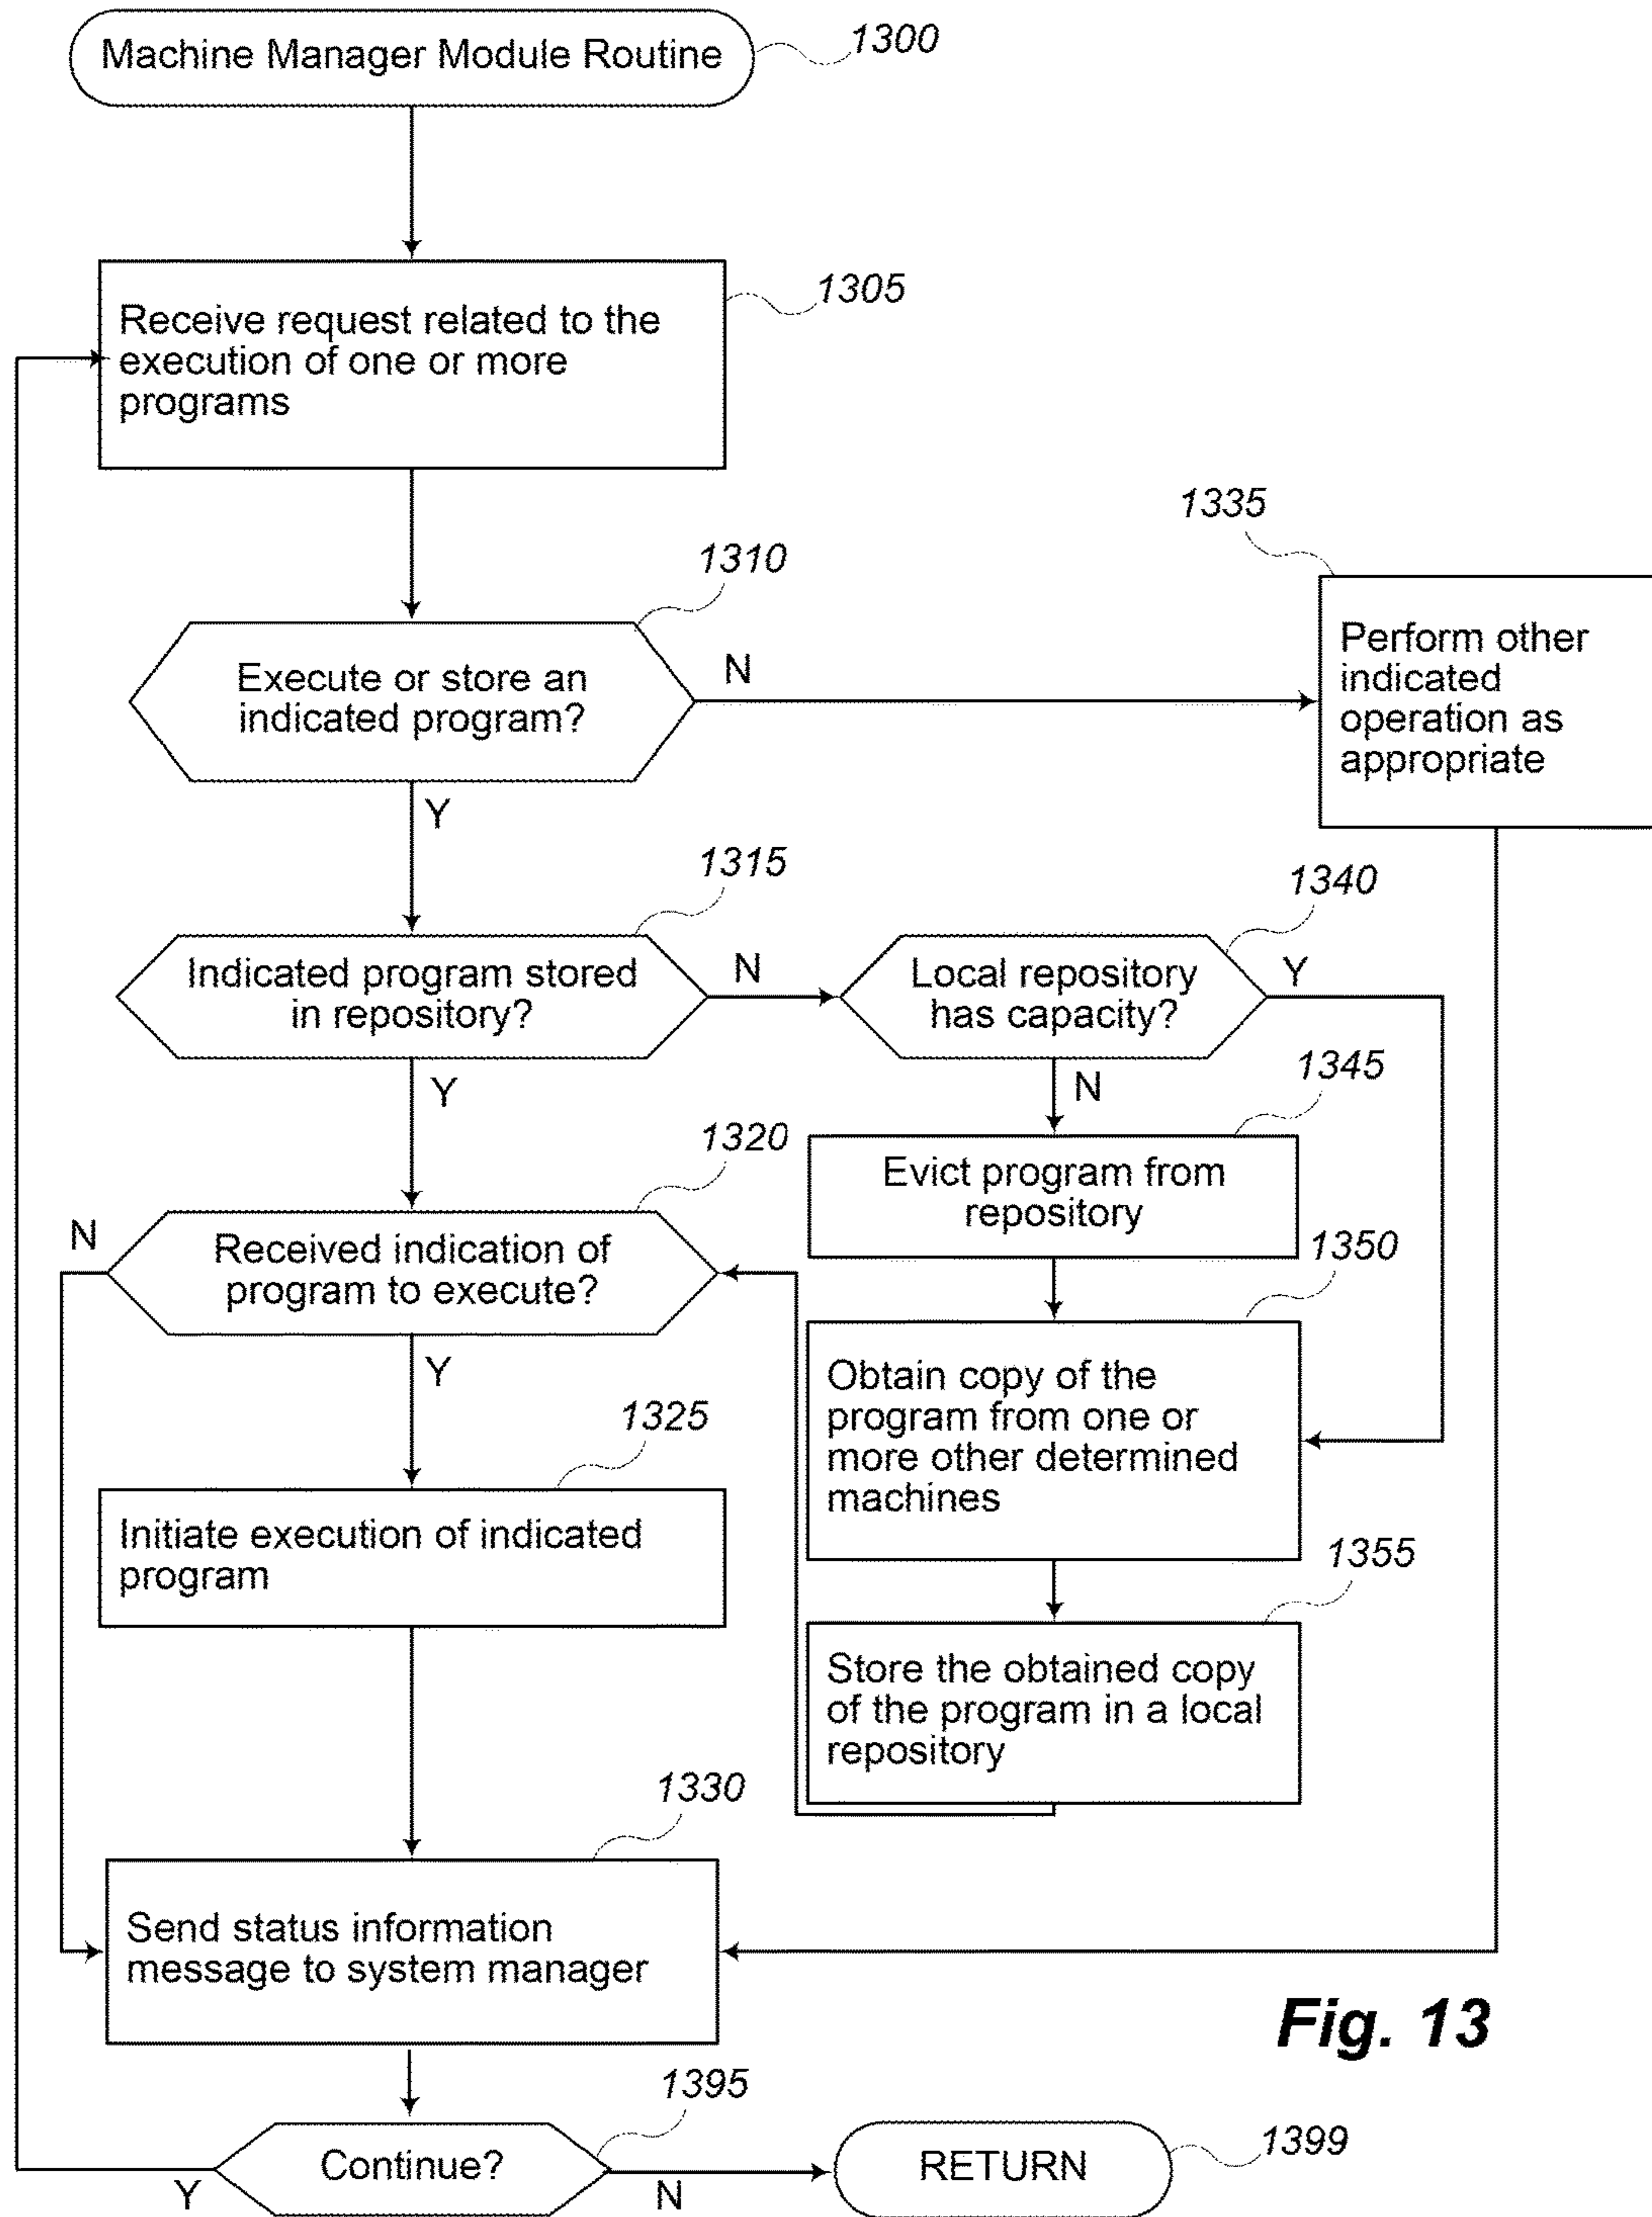 Machine Manager Module Routine
1300
Receive request related to the
execution of one or more
programs
1305
1310
Execute or store an
indicated program?
N
Y
1335
Perform other
indicated
operation as
appropriate
1315
Indicated program stored
in repository?
N
Y
1340
Local repository
has capacity?
Y
N
1345
Evict program from
repository
1320
Received indication of
program to execute?
N
Y
1350
Obtain copy of the
program from one or
more other determined
machines
1325
Initiate execution of indicated
program
1355
Store the obtained copy
of the program in a local
repository
1330
Send status information
message to system manager
Fig. 13
1395
Continue?
Y
N
RETURN
1399